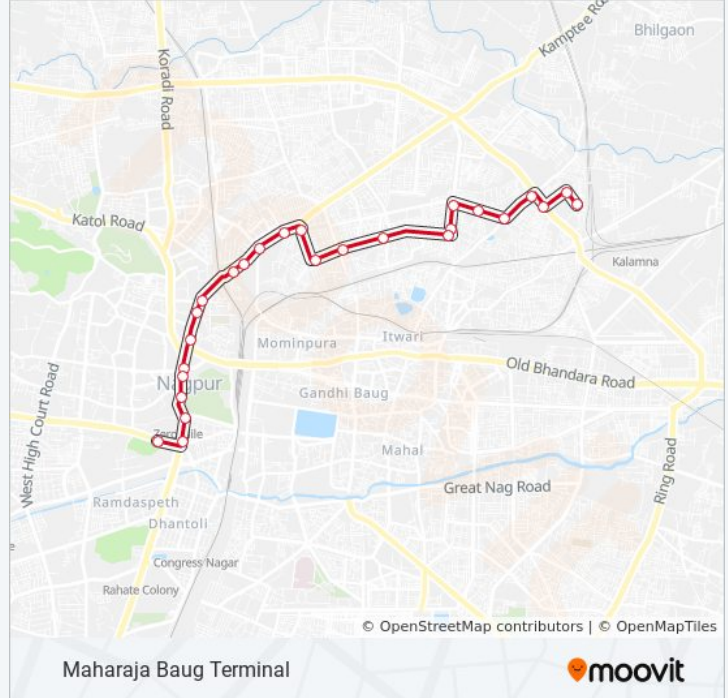 Kamptee Ro
Bhilgaon
Koradi Road
Katol Road
Kalamna
Itwari
Mominpura
Old Bhandara Road
Nagpur
Gandhi Baug
West High Court Road
Zero Mile
Mahal
Ring Road
Great Nag Road
Ramdaspeth
Dhantoli
Congress Nagar
Rahate Colony
© OpenStreetMap contributors | © OpenMapTiles
Maharaja Baug Terminal
moovit